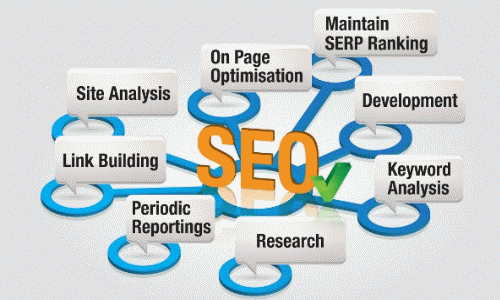 Maintain
SERP Ranking
On Page
Optimisation
Site Analysis
Development
SEO
Link Building
Keyword
Analysis
Periodic
Reportings
Research